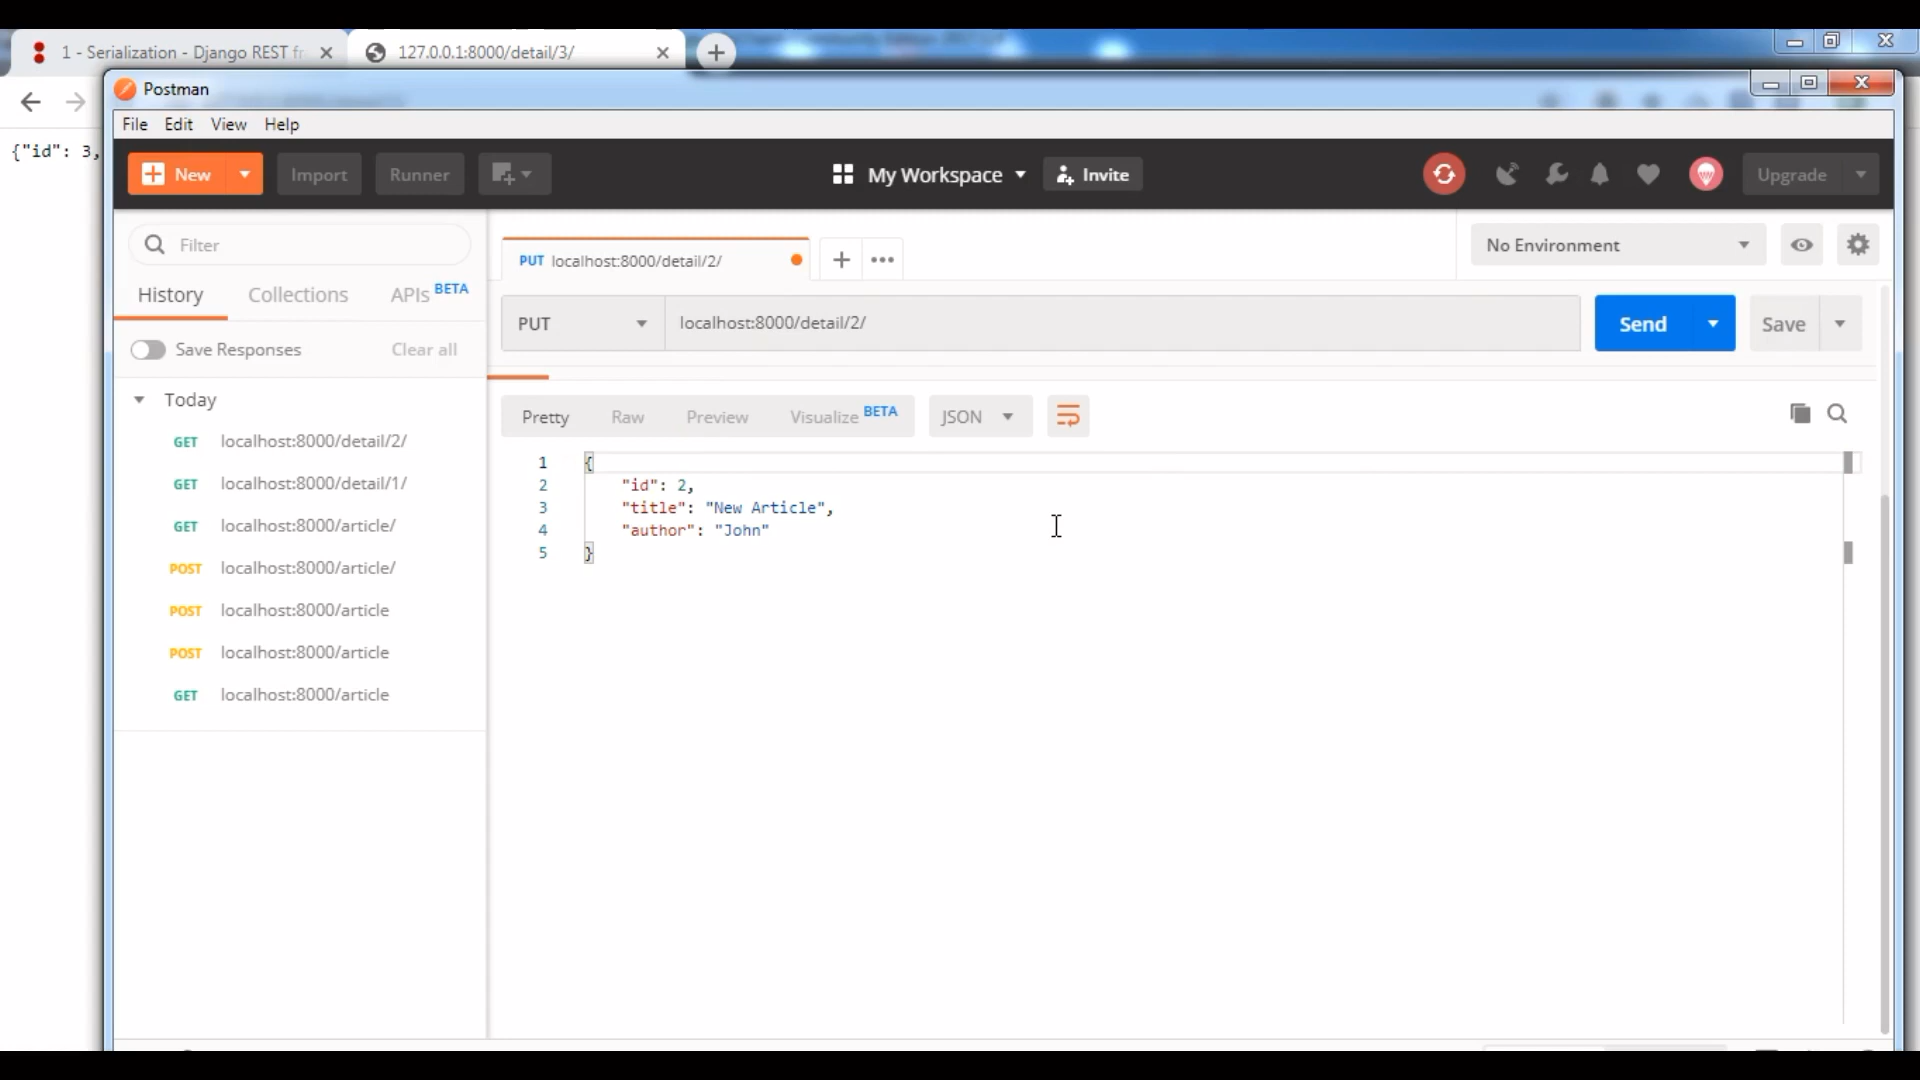 1 - Serialization - Django REST fr
127.0.0.1:8000/detail/3/
{"id": 3,
Postman
File Edit View Help
New Import Runner My Workspace Invite Upgrade
Filter
History Collections APIs BETA
Save Responses Clear all
Today
GET localhost:8000/detail/2/
GET localhost:8000/detail/1/
GET localhost:8000/article/
POST localhost:8000/article/
POST localhost:8000/article
POST localhost:8000/article
GET localhost:8000/article
PUT localhost:8000/detail/2/
No Environment
PUT localhost:8000/detail/2/ Send Save
Pretty Raw Preview Visualize BETA JSON
1 {
2 "id": 2,
3 "title": "New Article",
4 "author": "John"
5 }